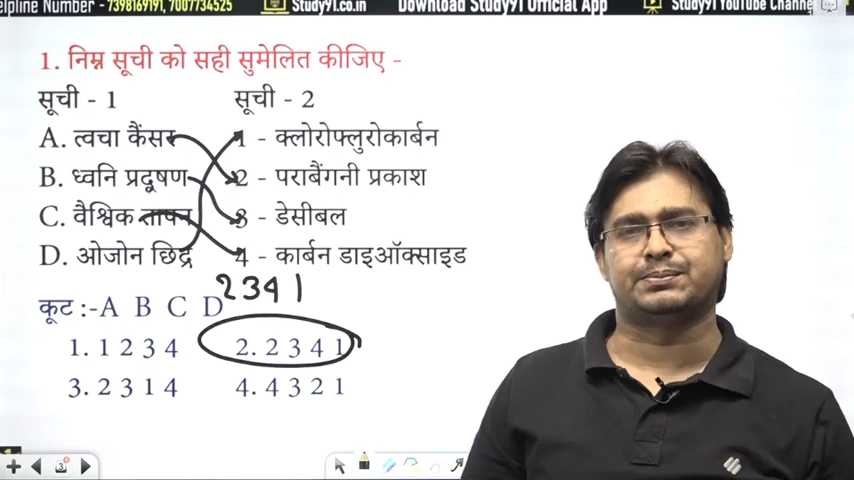 elpline Number - 7398169191, 7007734525 Study91.co.in Download Study91 Official App Study91 YouTube Channel
1. निम्न सूची को सही सुमेलित कीजिए -
सूची - 1 सूची - 2
A. त्वचा कैंसर 1 - क्लोरोफ्लुरोकार्बन
B. ध्वनि प्रदूषण 2 - पराबैंगनी प्रकाश
C. वैश्विक तापन 3 - डेसीबल
D. ओजोन छिद्र 4 - कार्बन डाइऑक्साइड
2341
कूट :-A B C D
1. 1 2 3 4 2. 2 3 4 1
3. 2 3 1 4 4. 4 3 2 1
3